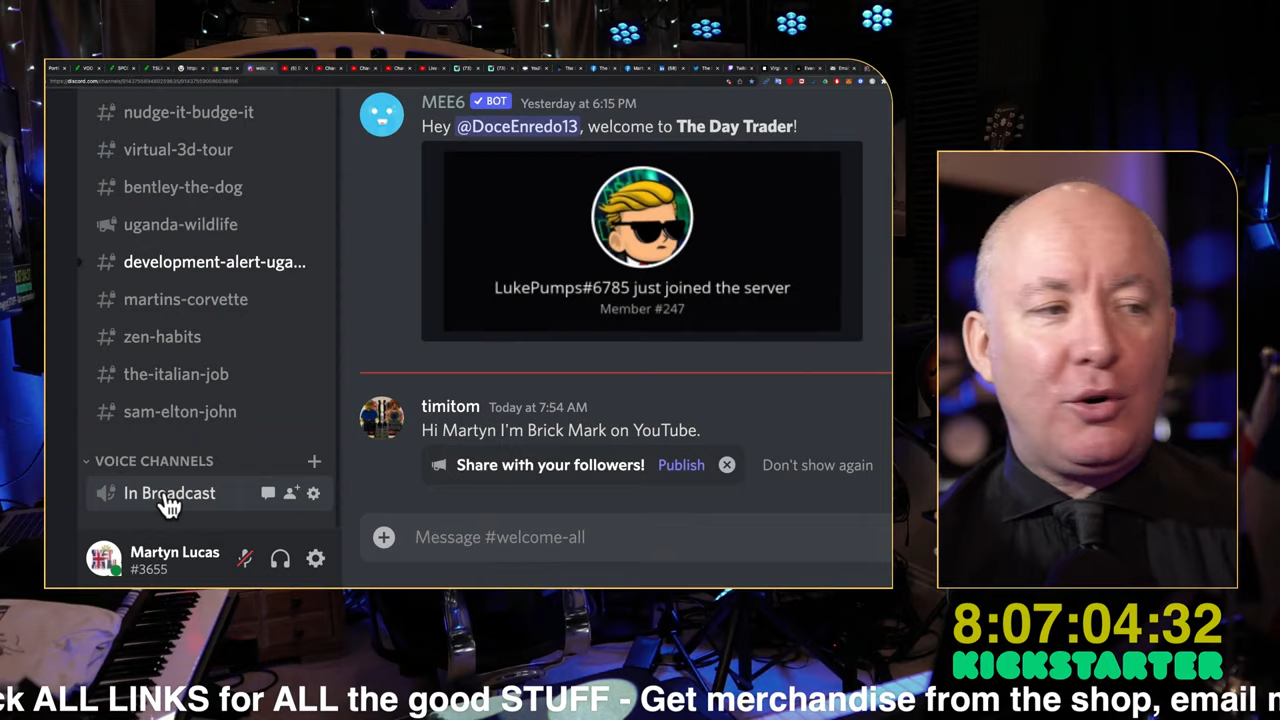 nudge-it-budge-it
virtual-3d-tour
bentley-the-dog
uganda-wildlife
development-alert-uga...
martins-corvette
zen-habits
the-italian-job
sam-elton-john
VOICE CHANNELS
In Broadcast
Martyn Lucas
#3655
MEE6 BOT Yesterday at 6:15 PM
Hey @DoceEnredo13, welcome to The Day Trader!
LukePumps#6785 just joined the server
Member #247
timitom Today at 7:54 AM
Hi Martyn I'm Brick Mark on YouTube.
Share with your followers! Publish Don't show again
Message #welcome-all
8:07:04:32
KICKSTARTER
ck ALL LINKS for ALL the good STUFF - Get merchandise from the shop, email